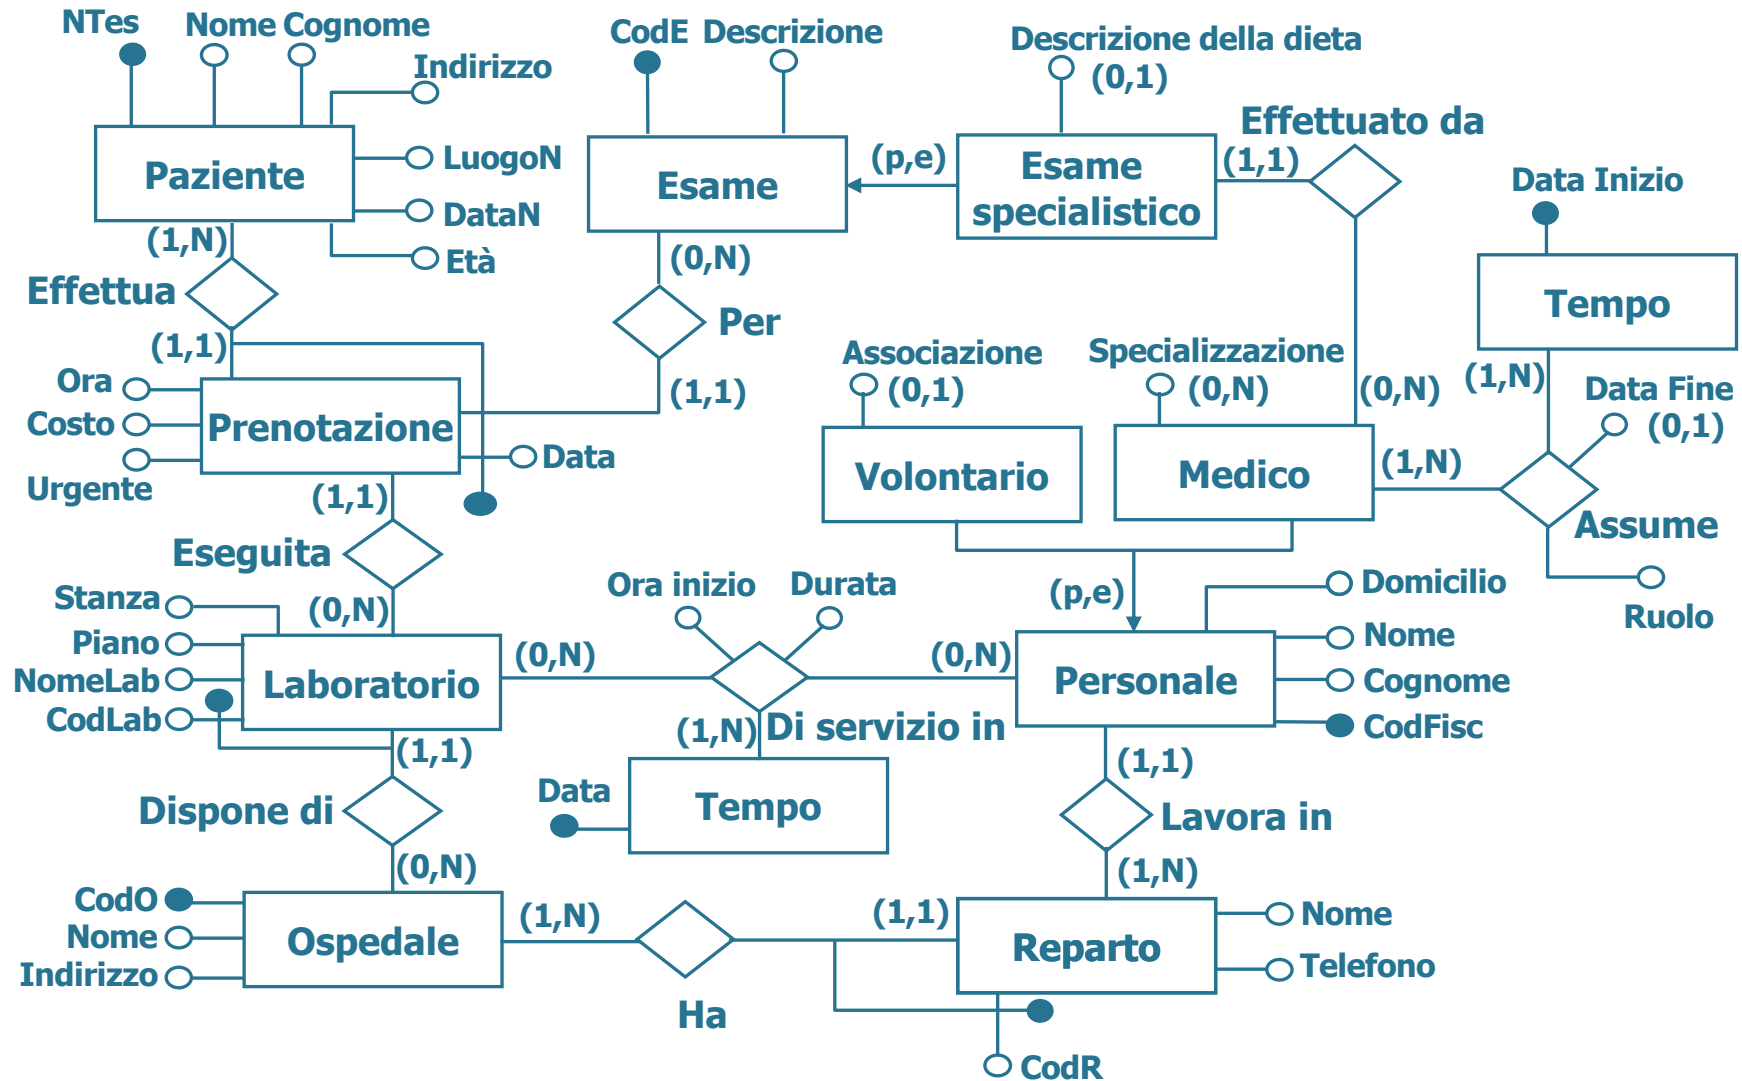 NTes
Nome Cognome
Indirizzo
Paziente
LuogoN
DataN
Età
(1,N)
Effettua
(1,1)
CodE Descrizione
Esame
(0,N)
Per
(1,1)
(p,e)
Descrizione della dieta
(0,1)
Esame
specialistico
(1,1)
Effettuato da
(0,N)
Data Inizio
Tempo
(1,N)
Data Fine
(0,1)
Assume
Ruolo
Ora
Costo
Urgente
Prenotazione
Data
(1,1)
Eseguita
(0,N)
Associazione
(0,1)
Volontario
Specializzazione
(0,N)
Medico
(1,N)
(p,e)
Stanza
Piano
NomeLab
CodLab
Laboratorio
(0,N)
Ora inizio
Durata
(0,N)
Di servizio in
(1,N)
Data
Tempo
Personale
Domicilio
Nome
Cognome
CodFisc
(1,1)
Dispone di
(0,N)
(1,1)
Lavora in
(1,N)
CodO
Nome
Indirizzo
Ospedale
(1,N)
Ha
(1,1)
Reparto
Nome
Telefono
CodR